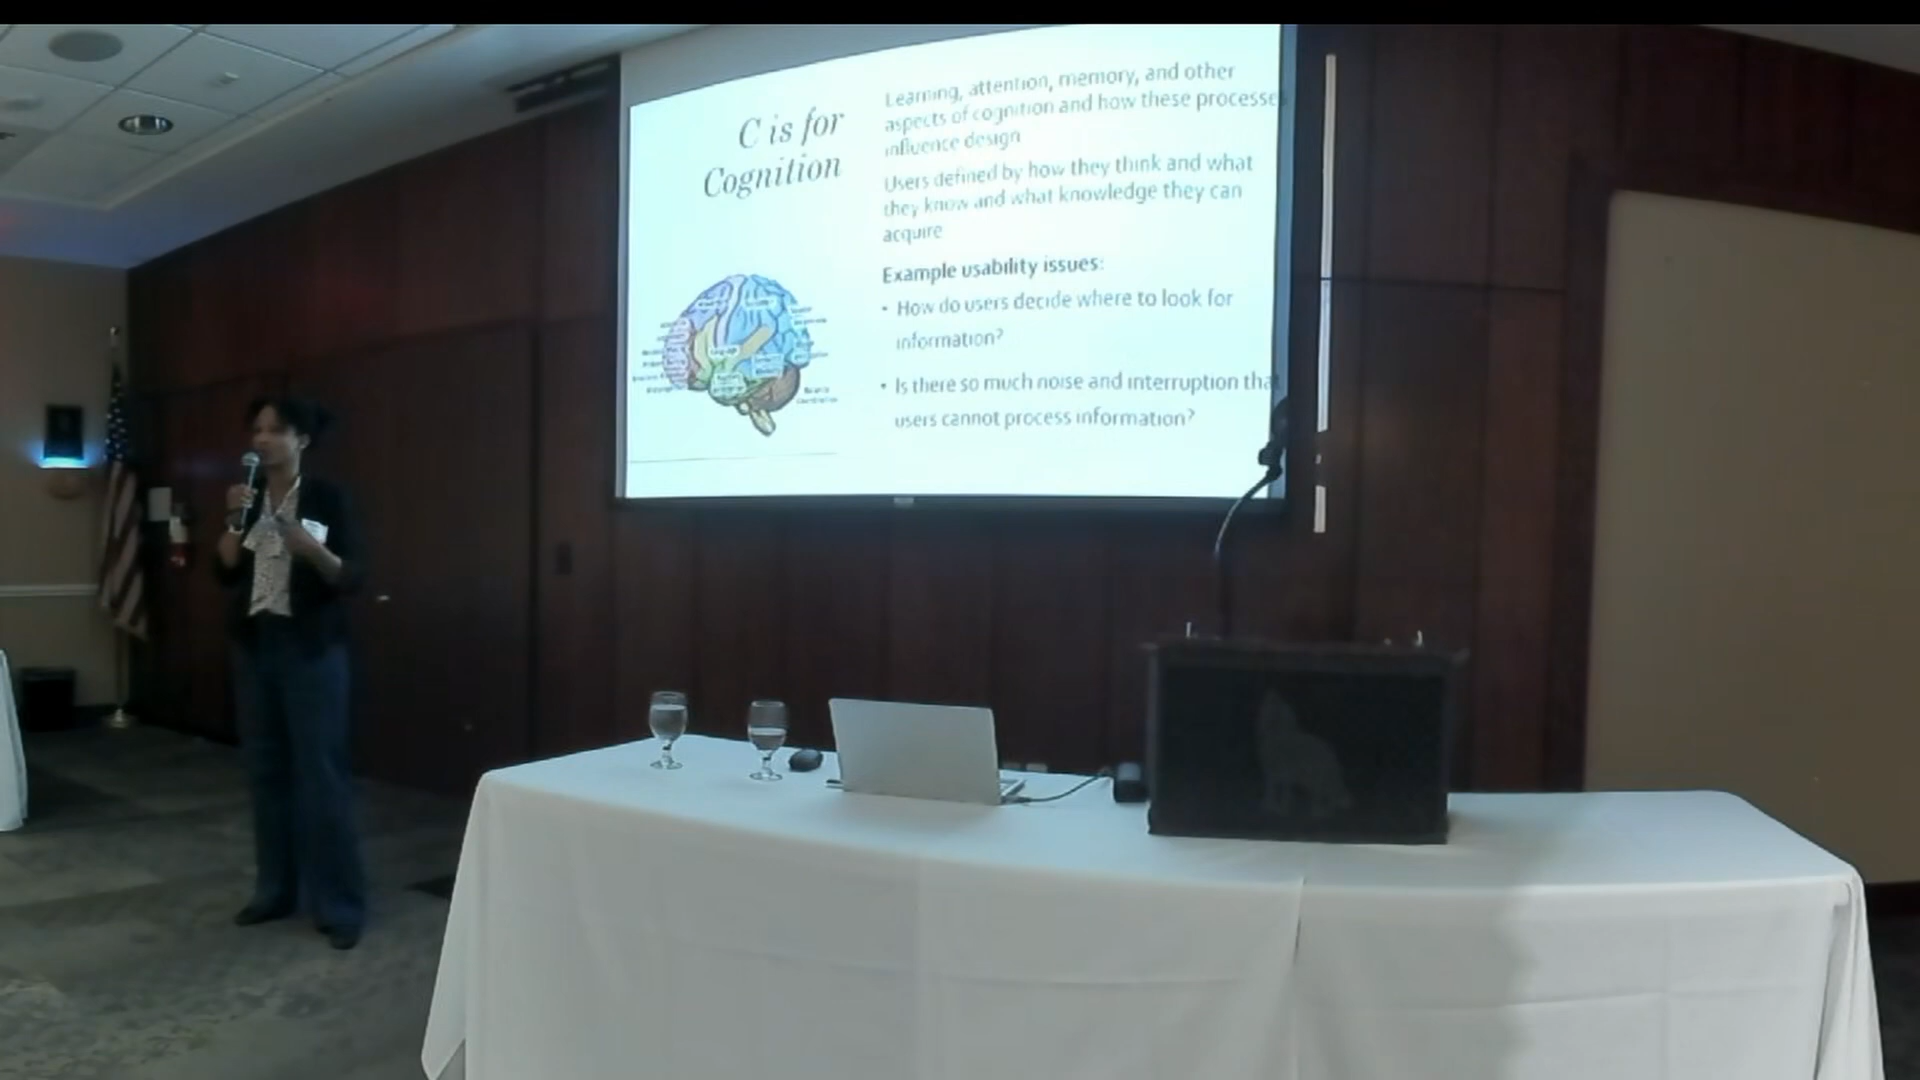 C is for
Cognition
Learning, attention, memory, and other
aspects of cognition and how these processes
influence design
Users defined by how they think and what
they know and what knowledge they can
acquire
Example usability issues:
• How do users decide where to look for
information?
• Is there so much noise and interruption that
users cannot process information?
Language